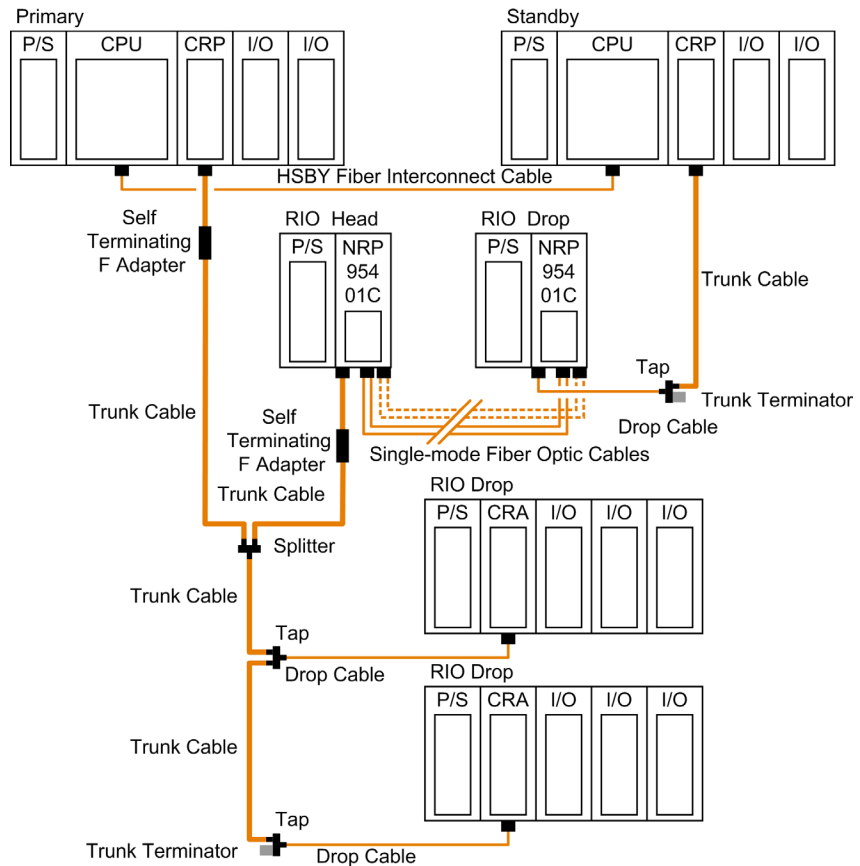 Primary
Standby
P/S CPU CRP I/O I/O
P/S CPU CRP I/O I/O
HSBY Fiber Interconnect Cable
Self
Terminating
F Adapter
RIO Head
P/S NRP
954
01C
RIO Drop
P/S NRP
954
01C
Trunk Cable
Tap
Trunk Terminator
Drop Cable
Trunk Cable
Self
Terminating
F Adapter
Single-mode Fiber Optic Cables
Trunk Cable
RIO Drop
P/S CRA I/O I/O I/O
Splitter
Trunk Cable
Tap
Drop Cable
RIO Drop
P/S CRA I/O I/O I/O
Trunk Cable
Tap
Trunk Terminator
Drop Cable